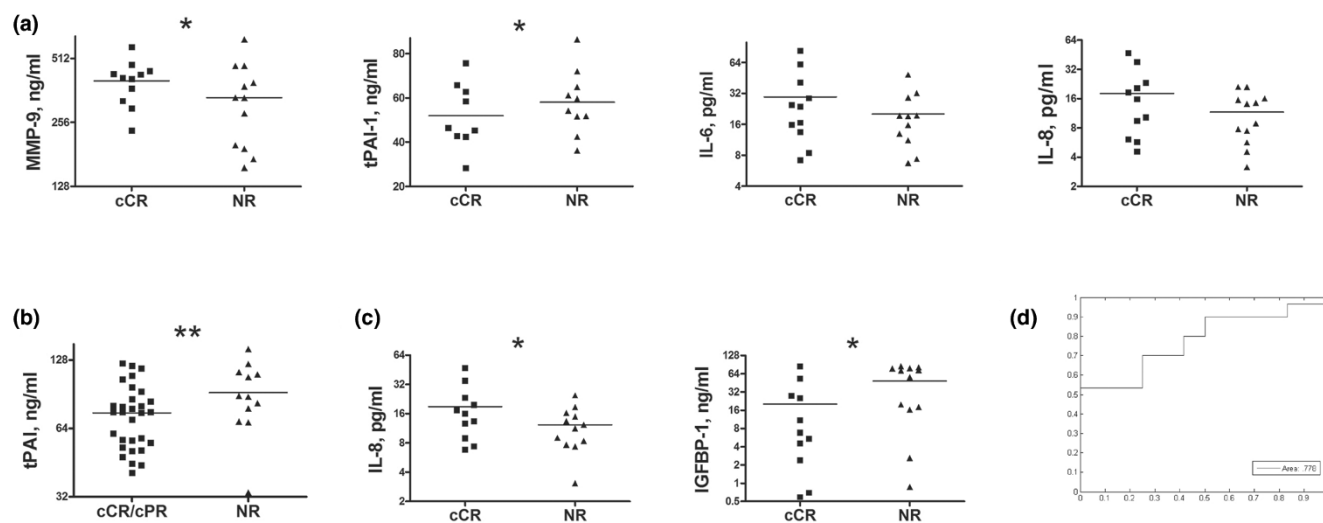 (a)
*
MMP-9, ng/ml
512
256
128
cCR
NR
*
tPAI-1, ng/ml
80
60
40
20
cCR
NR
IL-6, pg/ml
64
32
16
8
4
cCR
NR
IL-8, pg/ml
64
32
16
8
4
2
cCR
NR
(b)
**
tPAI, ng/ml
128
64
32
cCR/cPR
NR
(c)
*
IL-8, pg/ml
64
32
16
8
4
2
cCR
NR
*
IGFBP-1, ng/ml
128
64
32
16
8
4
2
1
0.5
cCR
NR
(d)
1
0.9
0.8
0.7
0.6
0.5
0.4
0.3
0.2
0.1
0
0 0.1 0.2 0.3 0.4 0.5 0.6 0.7 0.8 0.9
Area: .776